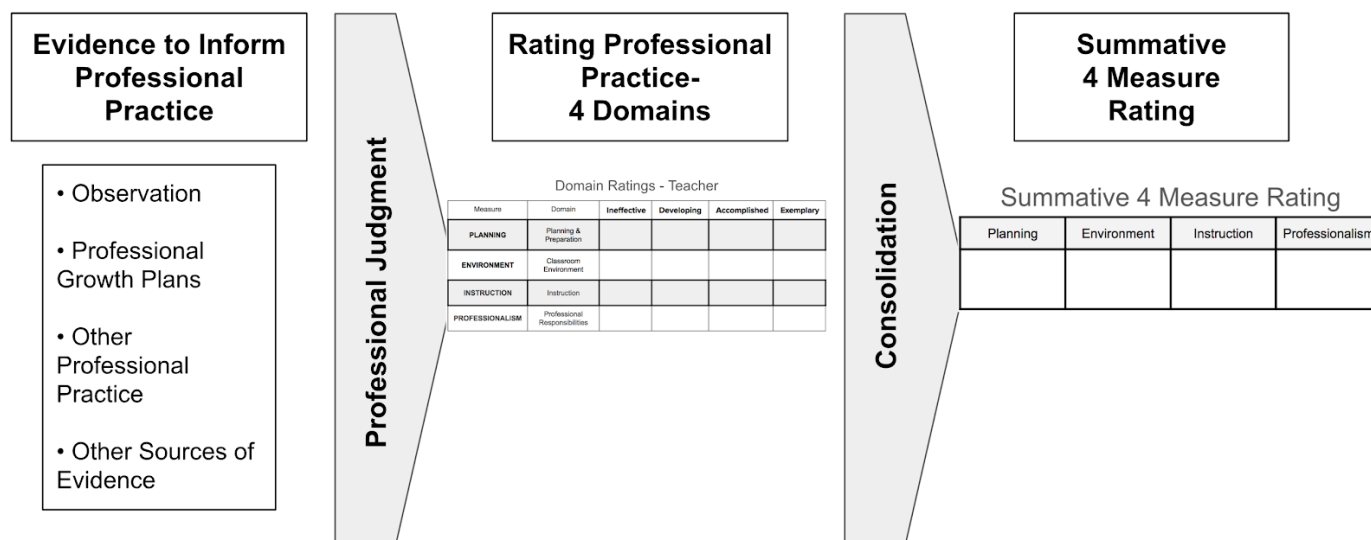 Evidence to Inform
Professional
Practice
• Observation
• Professional
Growth Plans
• Other
Professional
Practice
• Other Sources of
Evidence
Professional Judgment
Rating Professional
Practice-
4 Domains
Domain Ratings - Teacher
Measure Domain Ineffective Developing Accomplished Exemplary
PLANNING Planning &
Preparation
ENVIRONMENT Classroom
Environment
INSTRUCTION Instruction
PROFESSIONALISM Professional
Responsibilities
Consolidation
Summative
4 Measure
Rating
Summative 4 Measure Rating
Planning Environment Instruction Professionalism